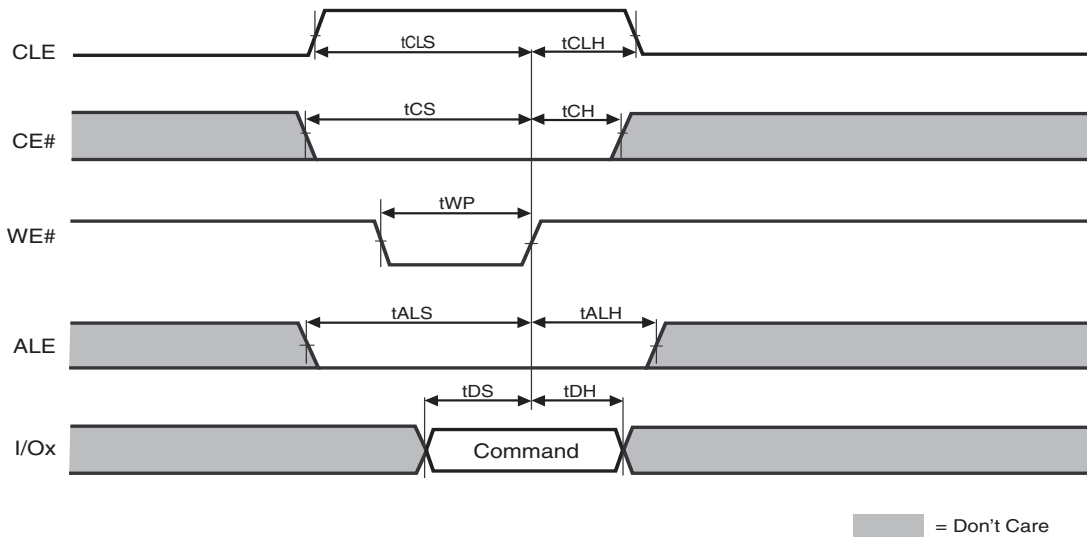 CLE
tCLS
tCLH
CE#
tCS
tCH
WE#
tWP
ALE
tALS
tALH
I/Ox
tDS
tDH
Command
= Don't Care